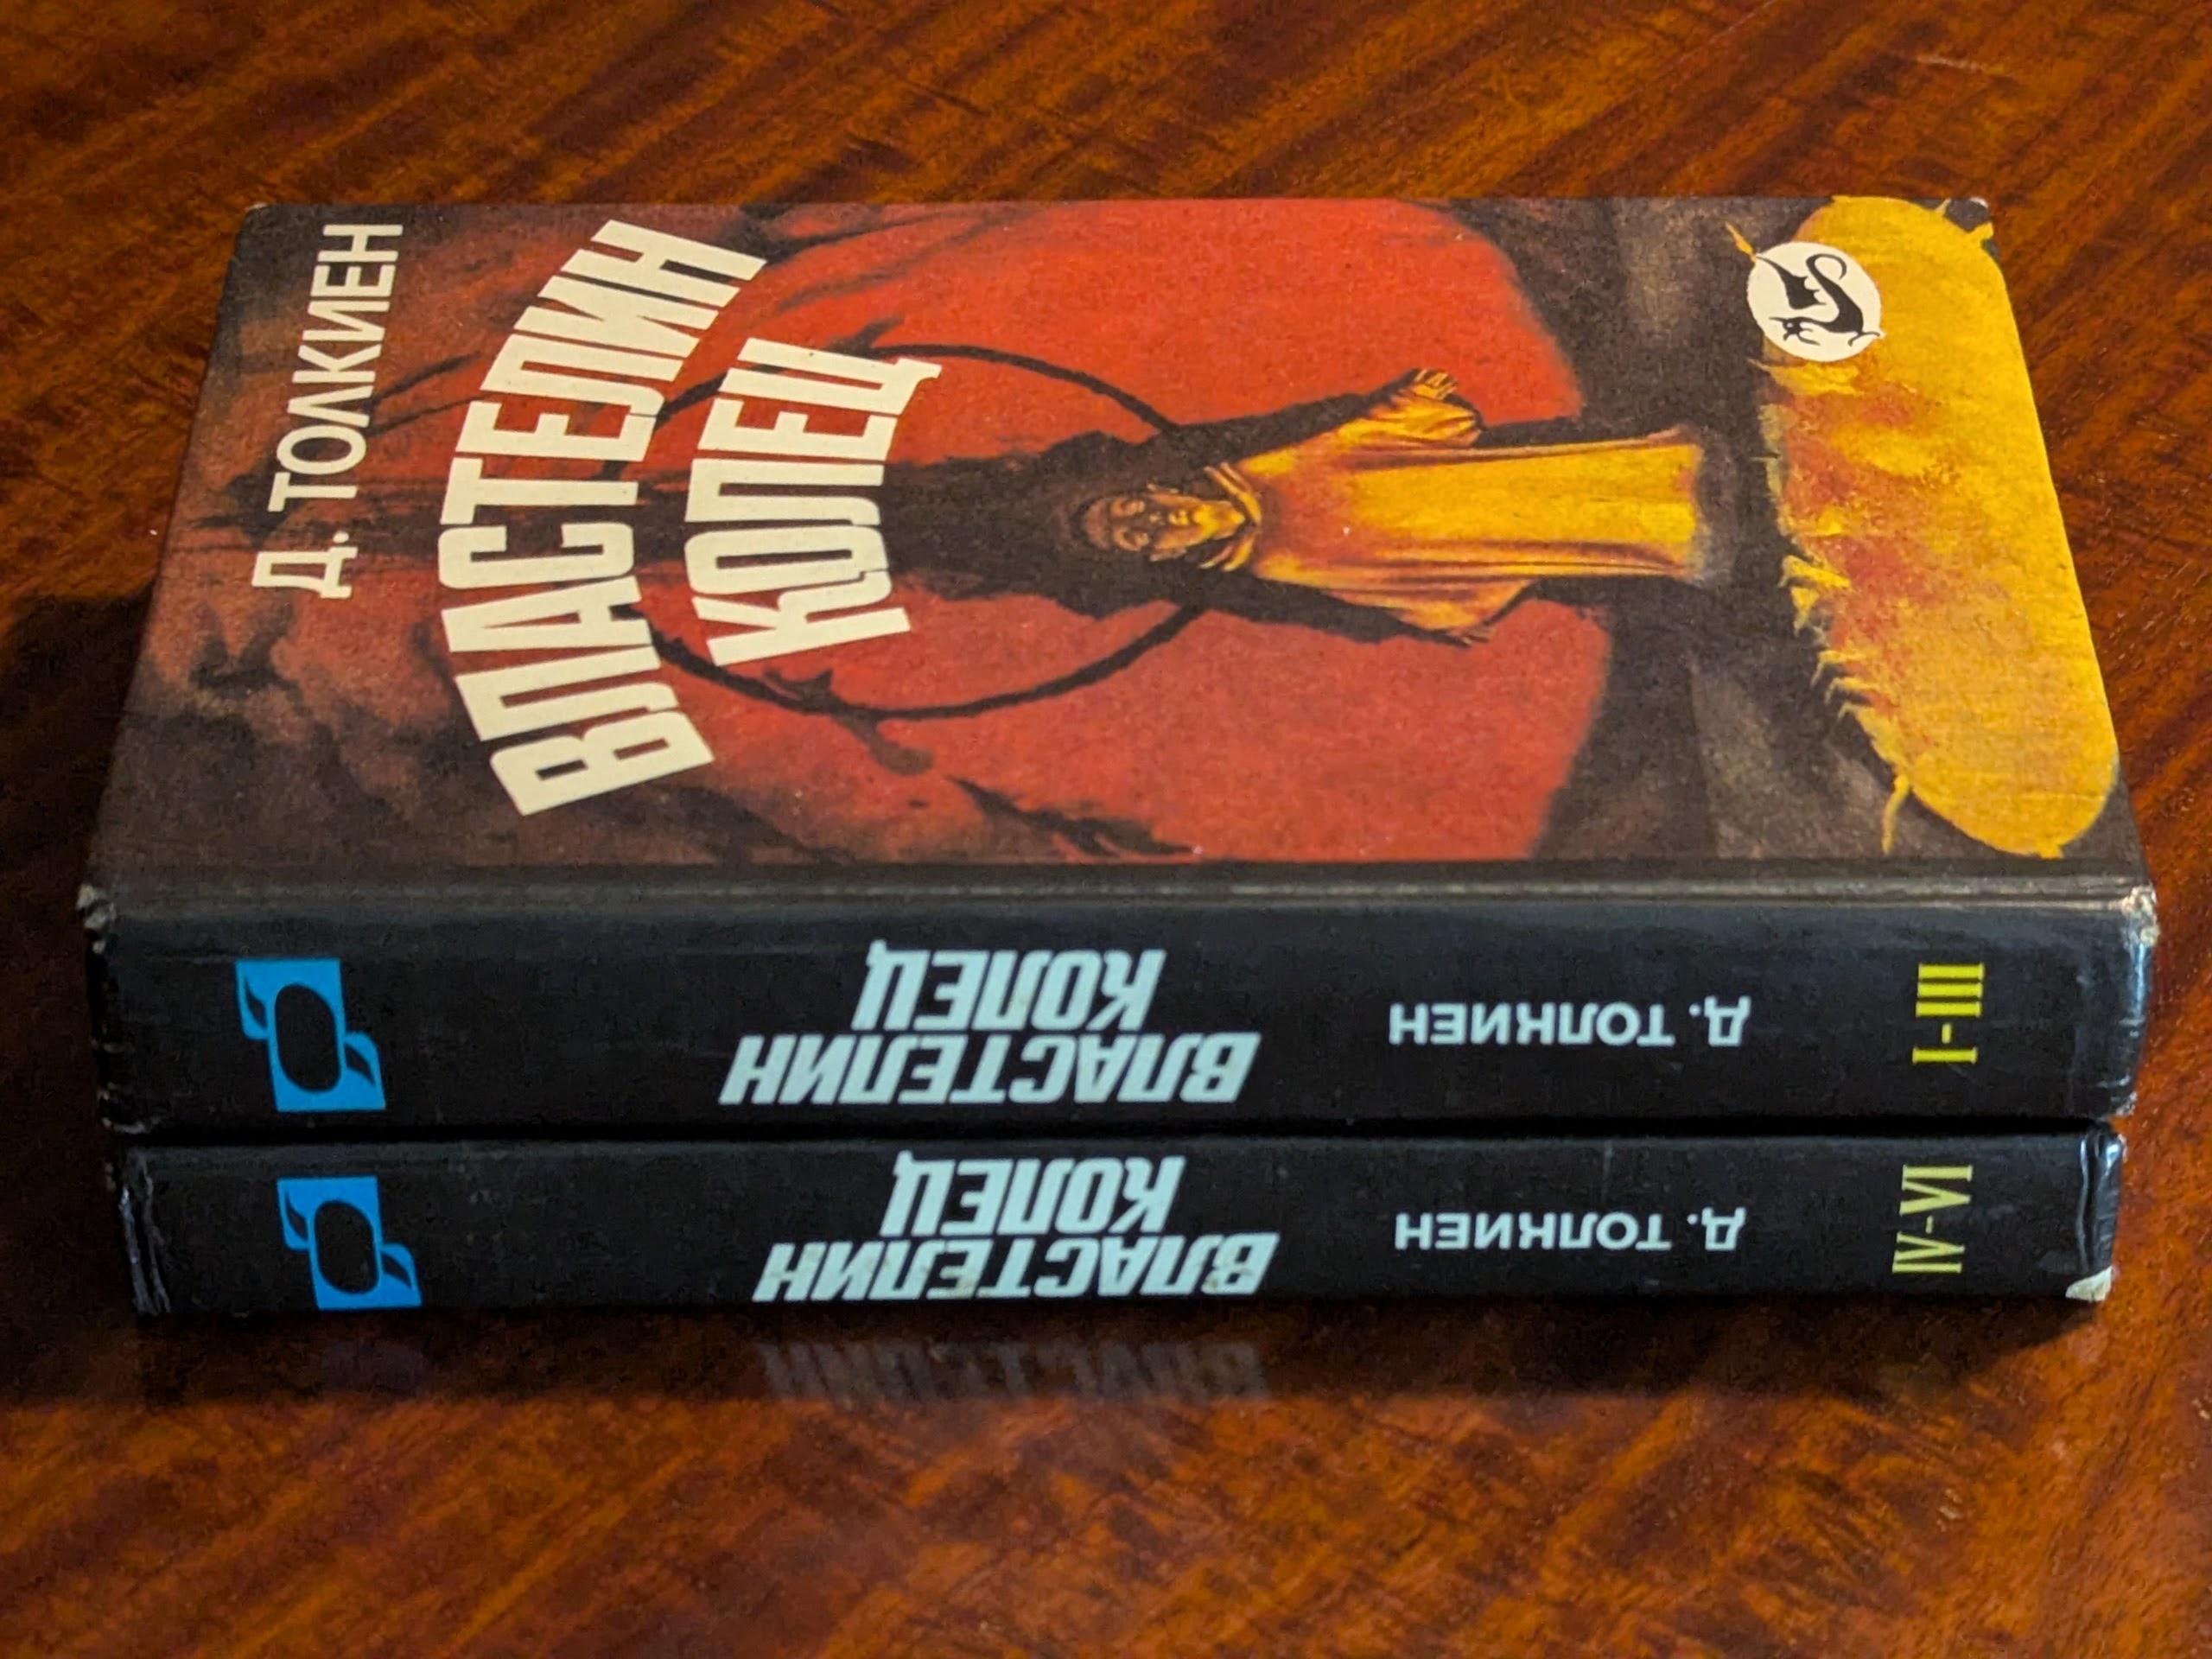 Д. ТОЛКИЕН
ВЛАСТЕЛИН
КОЛЕЦ
I-III
Д. ТОЛКИЕН
ВЛАСТЕЛИН
КОЛЕЦ
IV-VI
Д. ТОЛКИЕН
ВЛАСТЕЛИН
КОЛЕЦ